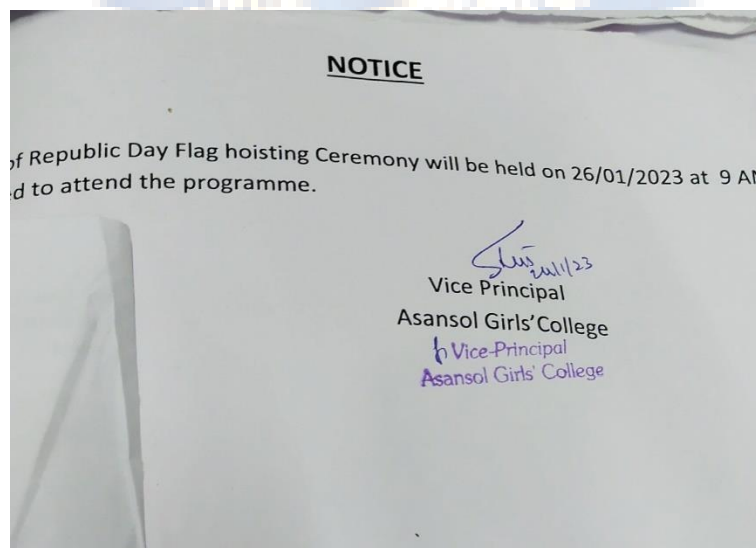 NOTICE
of Republic Day Flag hoisting Ceremony will be held on 26/01/2023 at 9 AM
to attend the programme.
Vice Principal
Asansol Girls'College
Vice-Principal
Asansol Girls' College